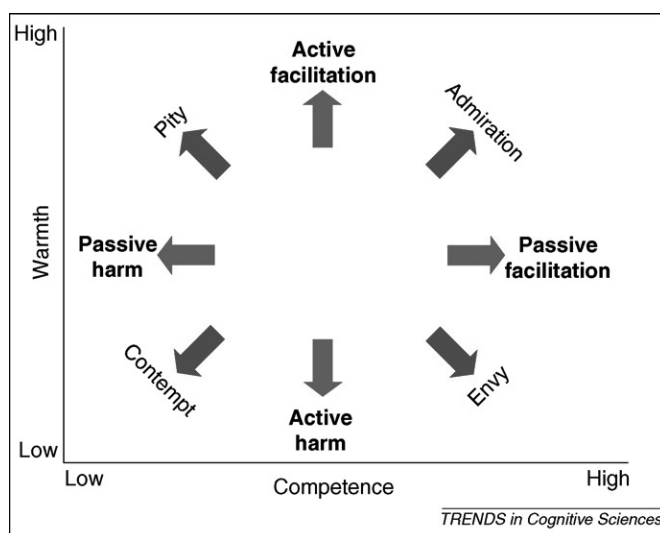 High
Active
facilitation
Pity
Admiration
Warmth
Passive
harm
Passive
facilitation
Contempt
Envy
Active
harm
Low
Low
Competence
High
TRENDS in Cognitive Sciences